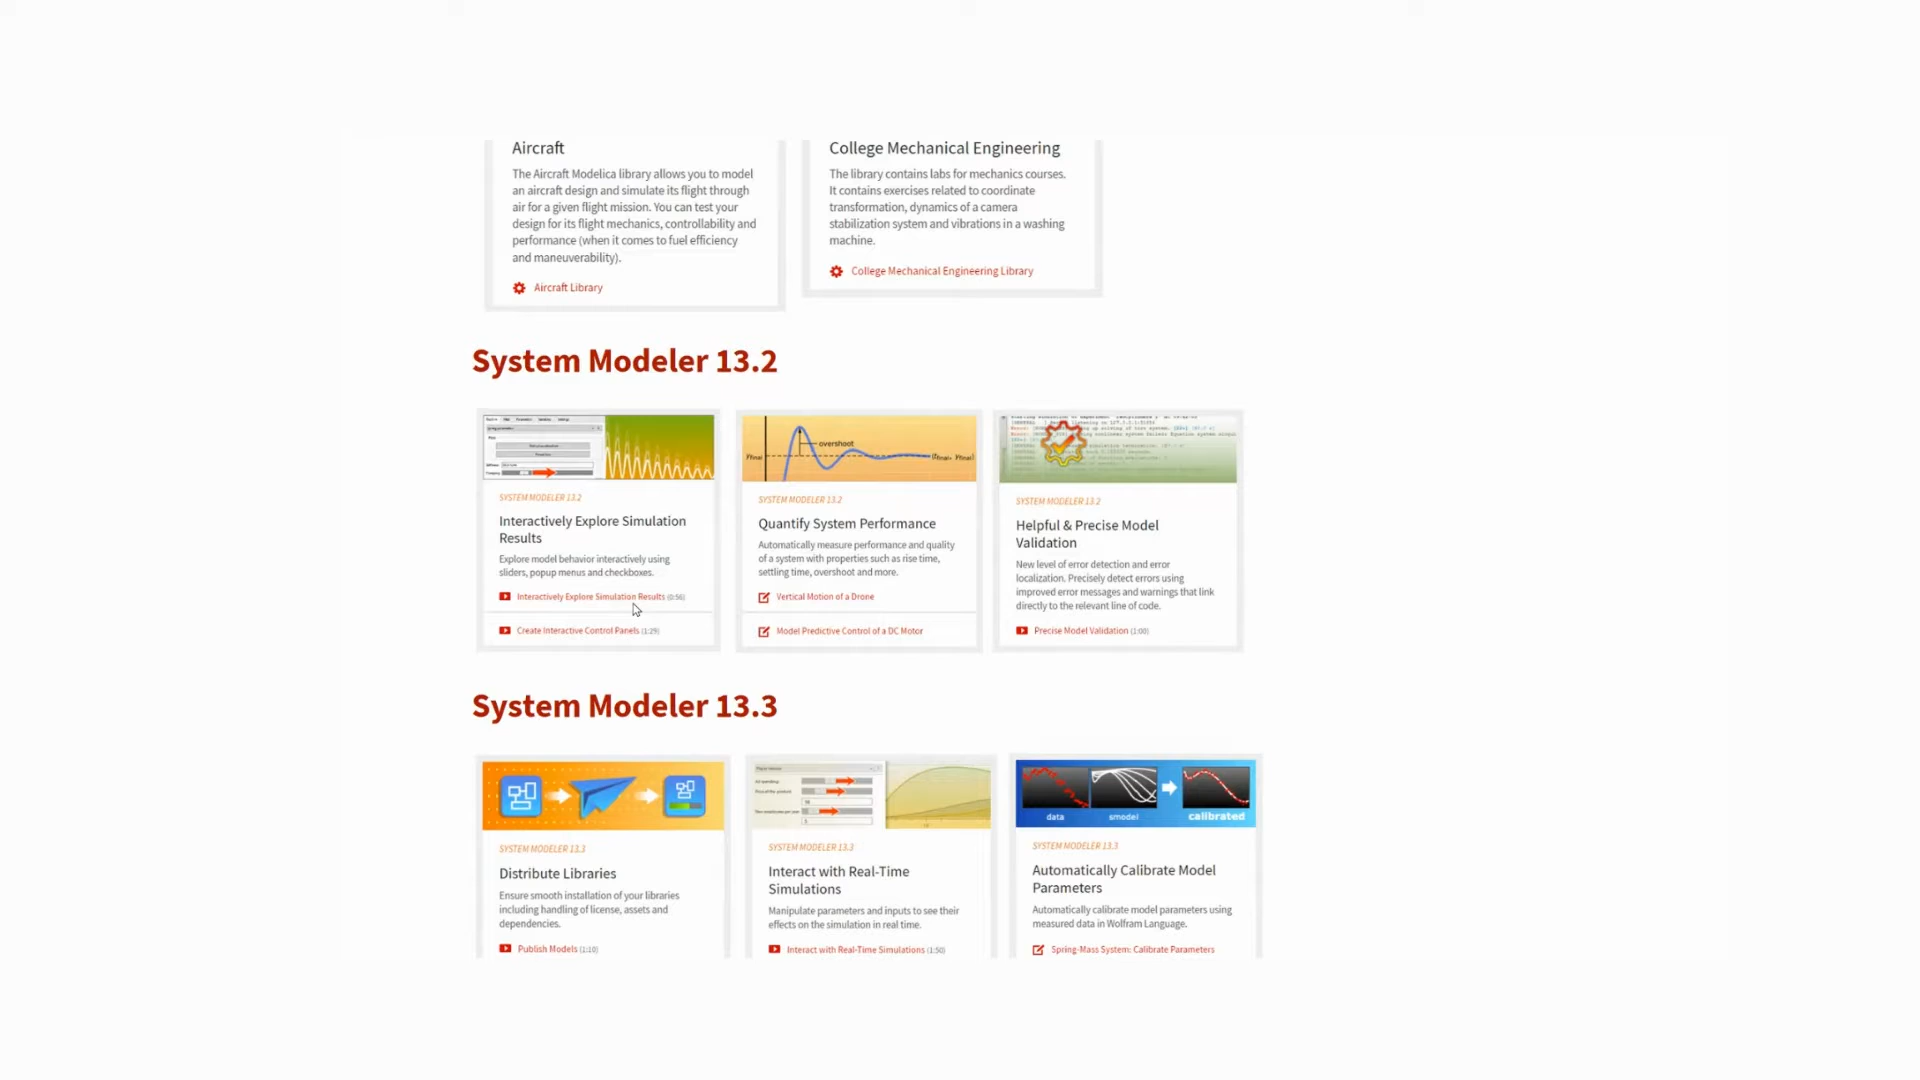 Aircraft
The Aircraft Modelica library allows you to model
an aircraft design and simulate its flight through
air for a given flight mission. You can test your
design for its flight mechanics, controllability and
performance (when it comes to fuel efficiency
and maneuverability).
Aircraft Library
College Mechanical Engineering
The library contains labs for mechanics courses.
It contains exercises related to coordinate
transformation, dynamics of a camera
stabilization system and vibrations in a washing
machine.
College Mechanical Engineering Library
System Modeler 13.2
SYSTEM MODELER 13.2
Interactively Explore Simulation
Results
Explore model behavior interactively using
sliders, popup menus and checkboxes.
Interactively Explore Simulation Results (0:56)
Create Interactive Control Panels (1:29)
overshoot
SYSTEM MODELER 13.2
Quantify System Performance
Automatically measure performance and quality
of a system with properties such as rise time,
settling time, overshoot and more.
Vertical Motion of a Drone
Model Predictive Control of a DC Motor
SYSTEM MODELER 13.2
Helpful & Precise Model
Validation
New level of error detection and error
localization. Precisely detect errors using
improved error messages and warnings that link
directly to the relevant line of code.
Precise Model Validation (1:00)
System Modeler 13.3
SYSTEM MODELER 13.3
Distribute Libraries
Ensure smooth installation of your libraries
including handling of license, assets and
dependencies.
Publish Models (1:10)
SYSTEM MODELER 13.3
Interact with Real-Time
Simulations
Manipulate parameters and inputs to see their
effects on the simulation in real time.
Interact with Real-Time Simulations (1:50)
data smodel calibrated
SYSTEM MODELER 13.3
Automatically Calibrate Model
Parameters
Automatically calibrate model parameters using
measured data in Wolfram Language.
Spring-Mass System: Calibrate Parameters